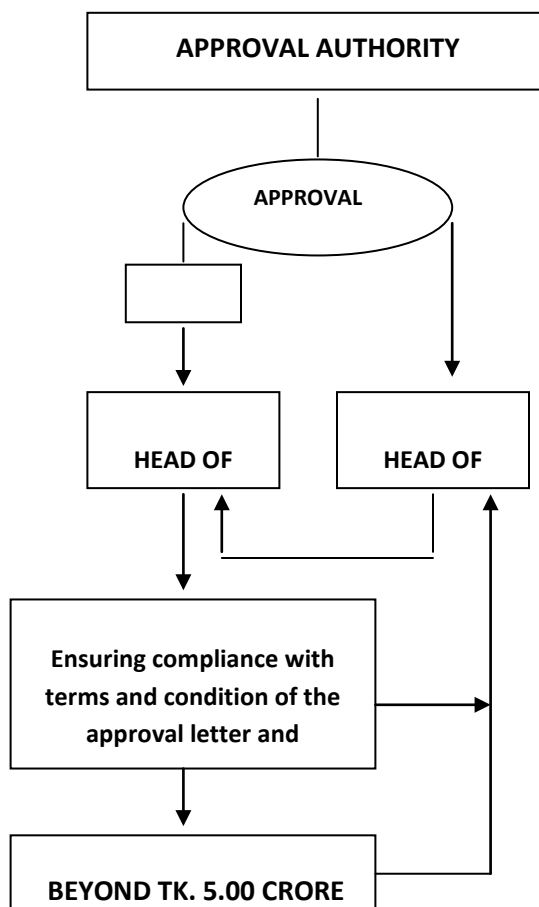 APPROVAL AUTHORITY
APPROVAL
HEAD OF
HEAD OF
Ensuring compliance with
terms and condition of the
approval letter and
BEYOND TK. 5.00 CRORE